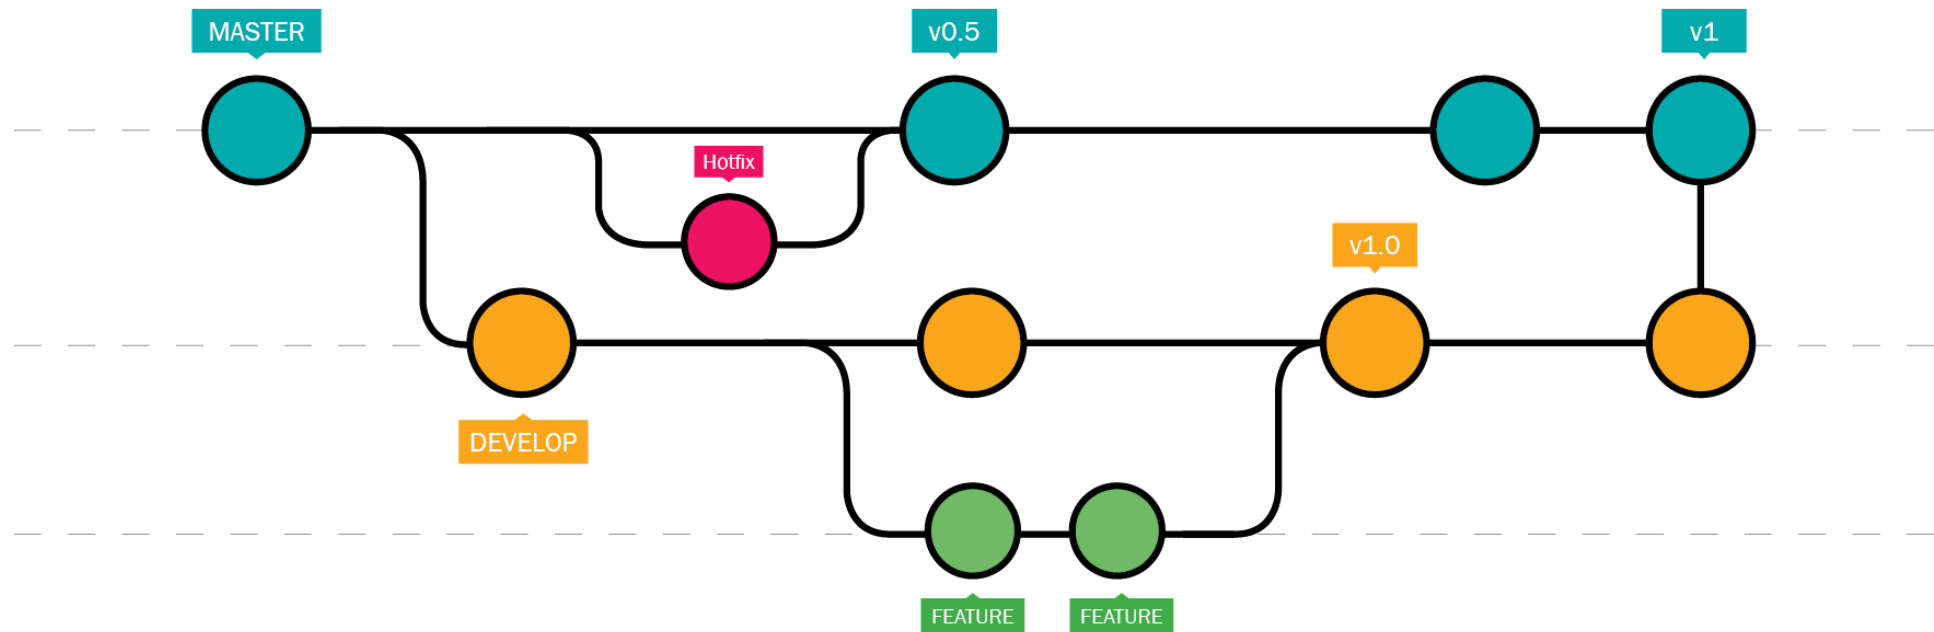 MASTER
v0.5
v1
Hotfix
v1.0
DEVELOP
FEATURE
FEATURE